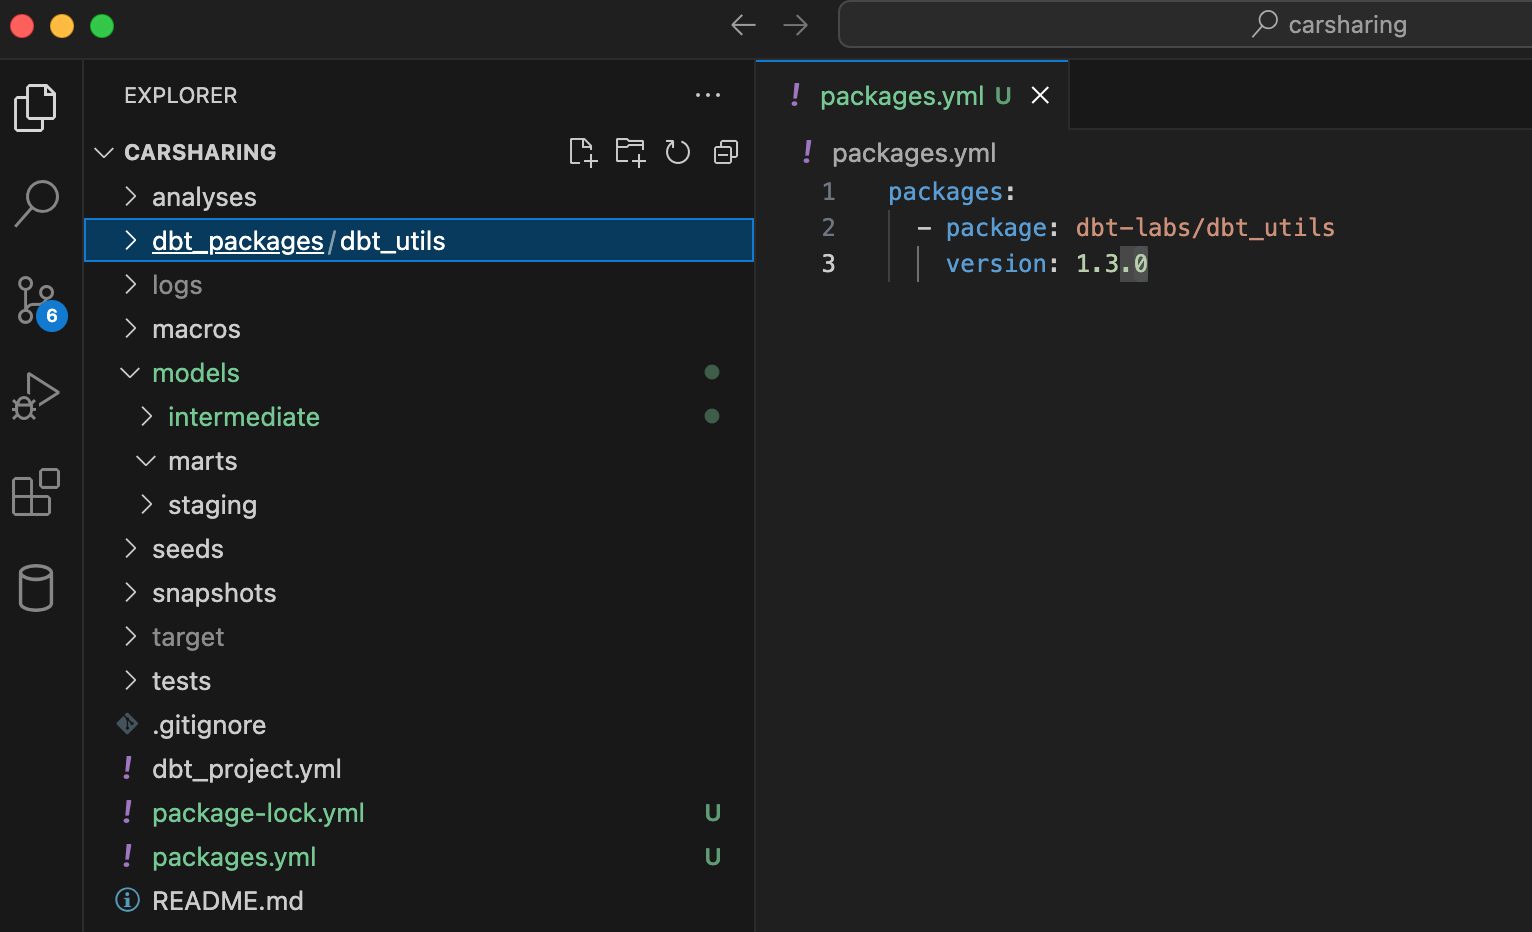 carsharing
EXPLORER
CARSHARING
analyses
dbt_packages/dbt_utils
logs
macros
6
models
intermediate
marts
staging
seeds
snapshots
target
tests
.gitignore
! dbt_project.yml
! package-lock.yml U
! packages.yml U
README.md
! packages.yml U
! packages.yml
1 packages:
2 - package: dbt-labs/dbt_utils
3 version: 1.3.0